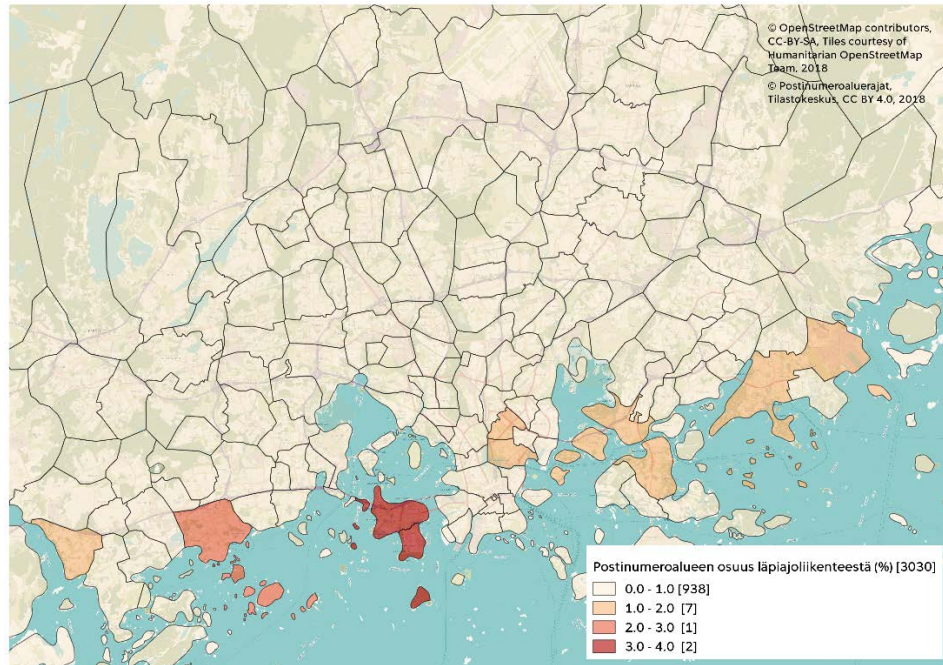 © OpenStreetMap contributors,
CC-BY-SA, Tiles courtesy of
Humanitarian OpenStreetMap
Team, 2018
© Postinumeroaluerajat,
Tilastokeskus, CC BY 4.0, 2018
Postinumeroalueen osuus läpiajoliikenteestä (%) [3030]
0.0 - 1.0 [938]
1.0 - 2.0 [7]
2.0 - 3.0 [1]
3.0 - 4.0 [2]